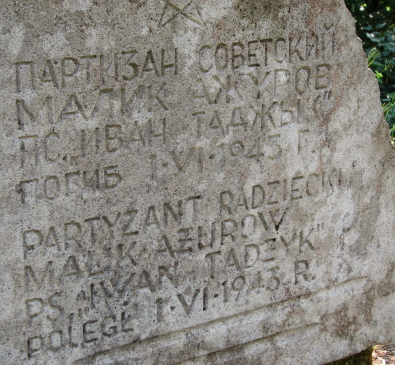 ПАРТИЗАН СОВЕТСКИЙ
МАЛИК АЖУРОВ
ПС. „ИВАН ТАДЖЫК”
ПОГИБ 1·VI·1943 Г.
PARTYZANT RADZIECKI
MALIK AŻUROW
PS. „IWAN TADZYK”
POLEGŁ 1·VI·1943 R.